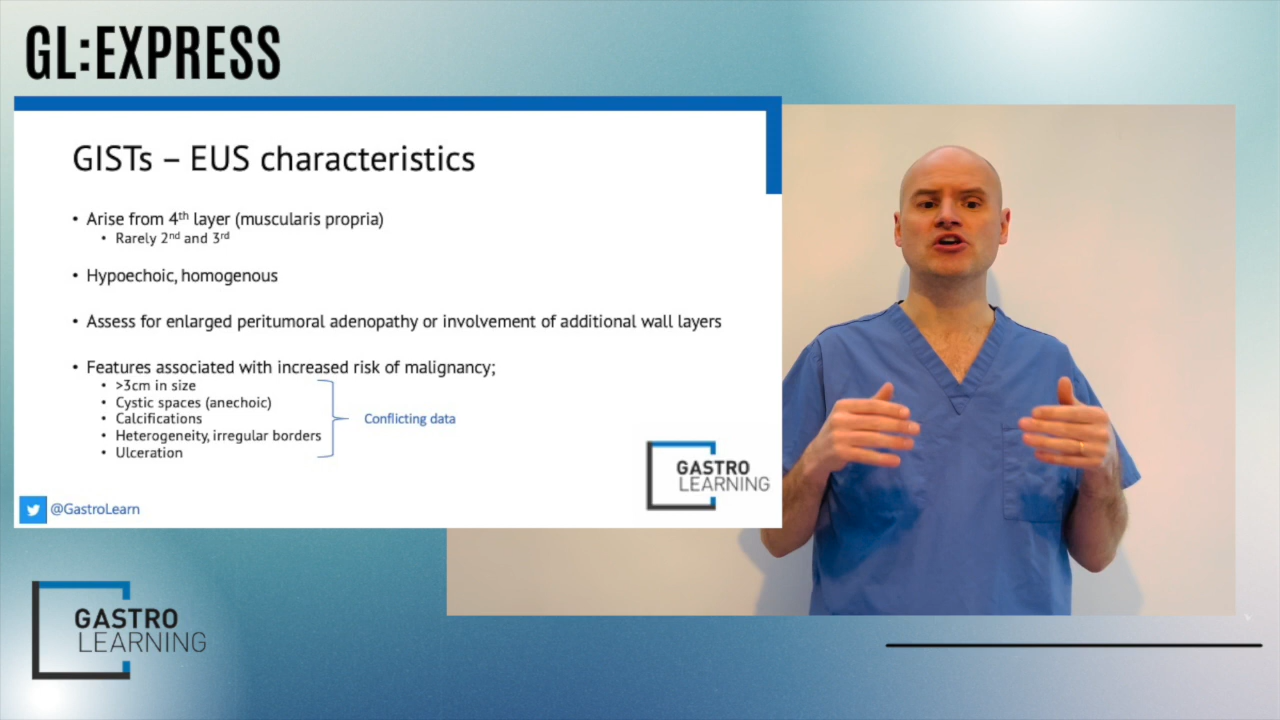 GL:EXPRESS
GISTs – EUS characteristics
• Arise from 4th layer (muscularis propria)
• Rarely 2nd and 3rd
• Hypoechoic, homogenous
• Assess for enlarged peritumoral adenopathy or involvement of additional wall layers
• Features associated with increased risk of malignancy;
• >3cm in size
• Cystic spaces (anechoic)
• Calcifications
• Heterogeneity, irregular borders
• Ulceration
Conflicting data
GASTRO
LEARNING
@GastroLearn
GASTRO
LEARNING